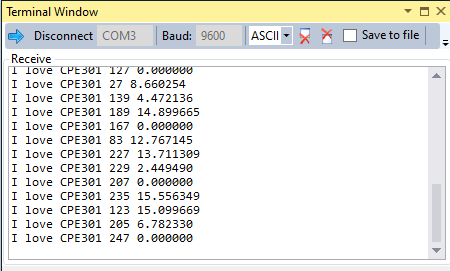 Terminal Window
Disconnect COM3 Baud: 9600 ASCII Save to file
Receive
I love CPE301 127 0.000000
I love CPE301 27 8.660254
I love CPE301 139 4.472136
I love CPE301 189 14.899665
I love CPE301 167 0.000000
I love CPE301 83 12.767145
I love CPE301 227 13.711309
I love CPE301 229 2.449490
I love CPE301 207 0.000000
I love CPE301 235 15.556349
I love CPE301 123 15.099669
I love CPE301 205 6.782330
I love CPE301 247 0.000000